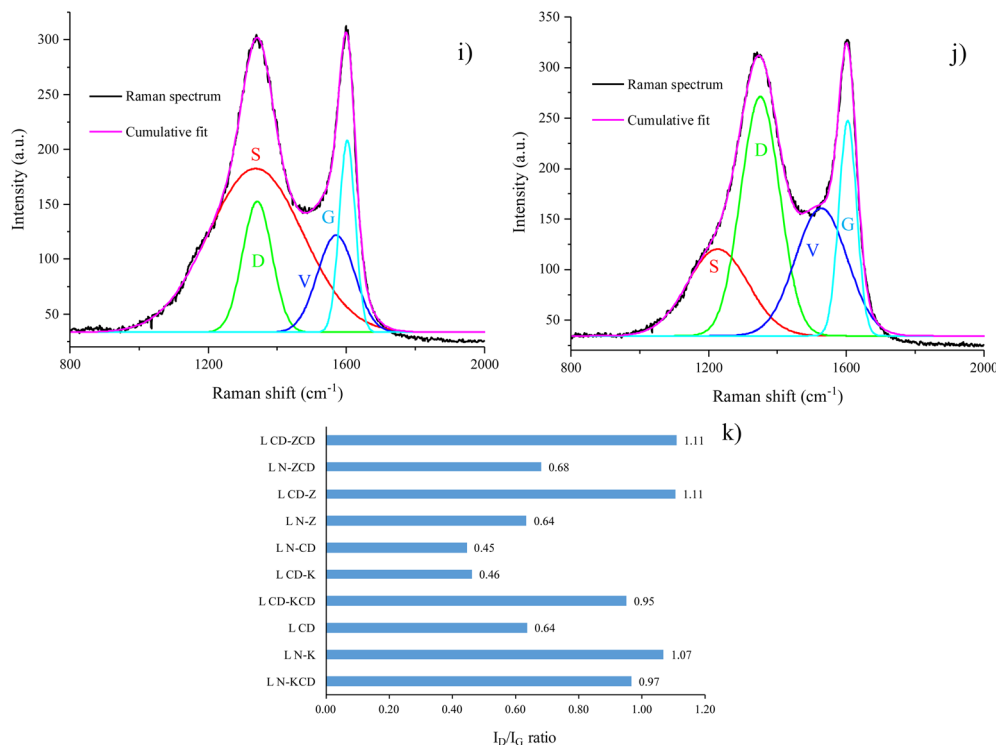 i)
300
250
200
150
100
50
Intensity (a.u.)
Raman spectrum
Cumulative fit
S
D
V
G
800
1200
1600
2000
Raman shift (cm-1)
j)
350
300
250
200
150
100
50
Intensity (a.u.)
Raman spectrum
Cumulative fit
S
D
V
G
800
1200
1600
2000
Raman shift (cm-1)
k)
L CD-ZCD 1.11
L N-ZCD 0.68
L CD-Z 1.11
L N-Z 0.64
L N-CD 0.45
L CD-K 0.46
L CD-KCD 0.95
L CD 0.64
L N-K 1.07
L N-KCD 0.97
0.00 0.20 0.40 0.60 0.80 1.00 1.20
ID/IG ratio